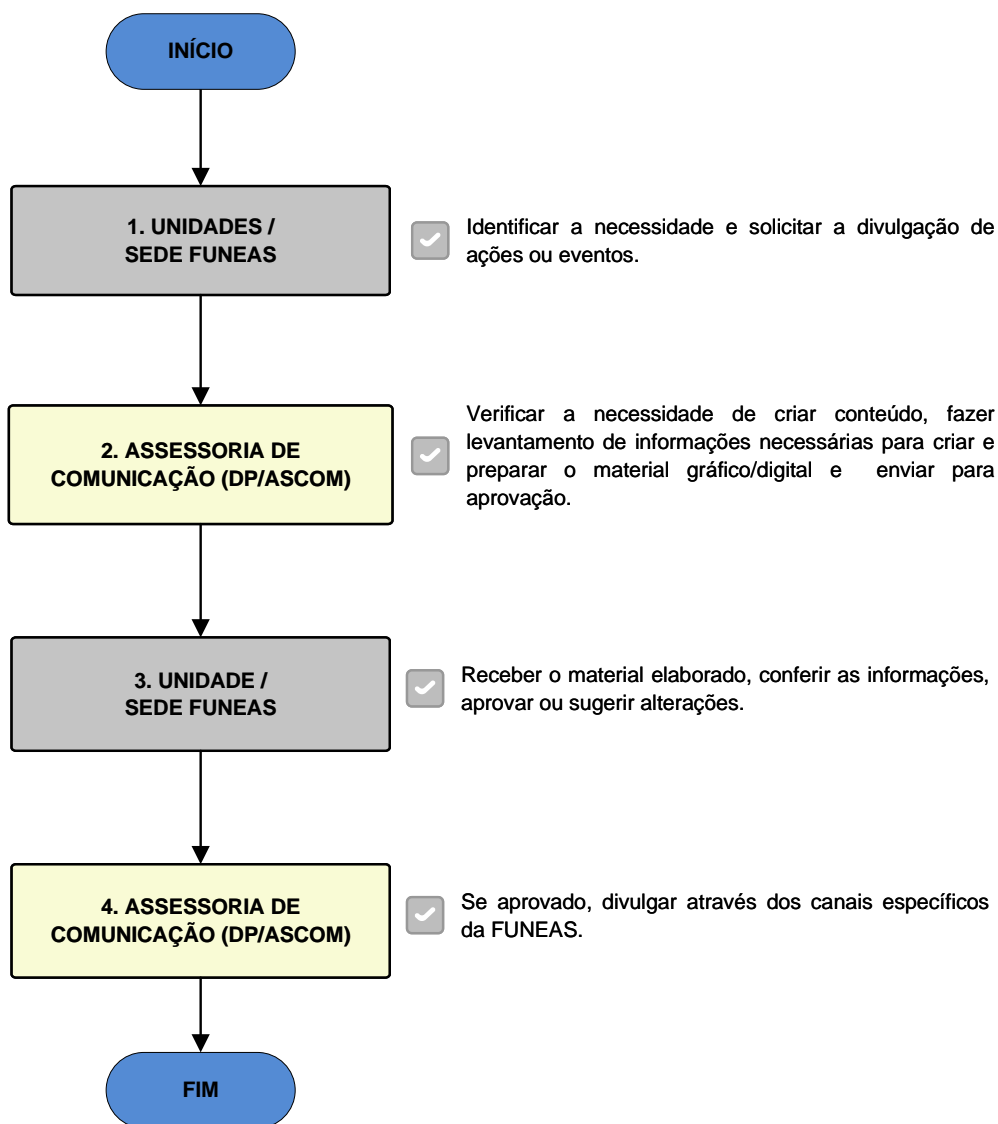 INÍCIO
1. UNIDADES /
SEDE FUNEAS
Identificar a necessidade e solicitar a divulgação de
ações ou eventos.
2. ASSESSORIA DE
COMUNICAÇÃO (DP/ASCOM)
Verificar a necessidade de criar conteúdo, fazer
levantamento de informações necessárias para criar e
preparar o material gráfico/digital e enviar para
aprovação.
3. UNIDADE /
SEDE FUNEAS
Receber o material elaborado, conferir as informações,
aprovar ou sugerir alterações.
4. ASSESSORIA DE
COMUNICAÇÃO (DP/ASCOM)
Se aprovado, divulgar através dos canais específicos
da FUNEAS.
FIM